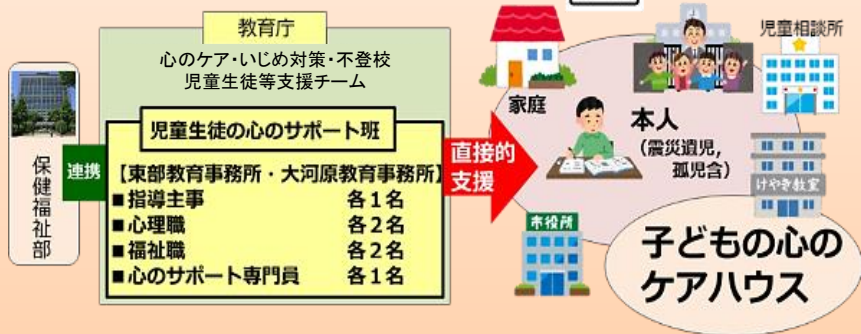 教育庁
心のケア・いじめ対策・不登校
児童生徒等支援チーム
保健福祉部
連携
児童生徒の心のサポート班
【東部教育事務所・大河原教育事務所】
■指導主事 各1名
■心理職 各2名
■福祉職 各2名
■心のサポート専門員 各1名
直接的
支援
児童相談所
家庭
本人
（震災遺児,
孤児含）
けやき教室
市役所
子どもの心の
ケアハウス